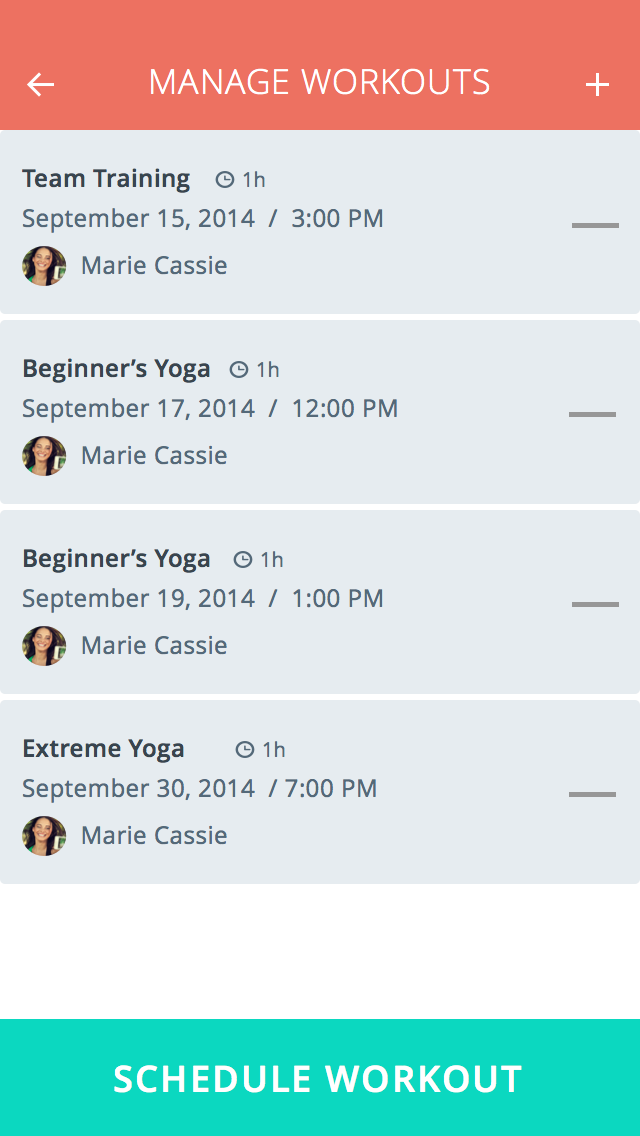 MANAGE WORKOUTS
Team Training 1h
September 15, 2014 / 3:00 PM
Marie Cassie
Beginner’s Yoga 1h
September 17, 2014 / 12:00 PM
Marie Cassie
Beginner’s Yoga 1h
September 19, 2014 / 1:00 PM
Marie Cassie
Extreme Yoga 1h
September 30, 2014 / 7:00 PM
Marie Cassie
SCHEDULE WORKOUT